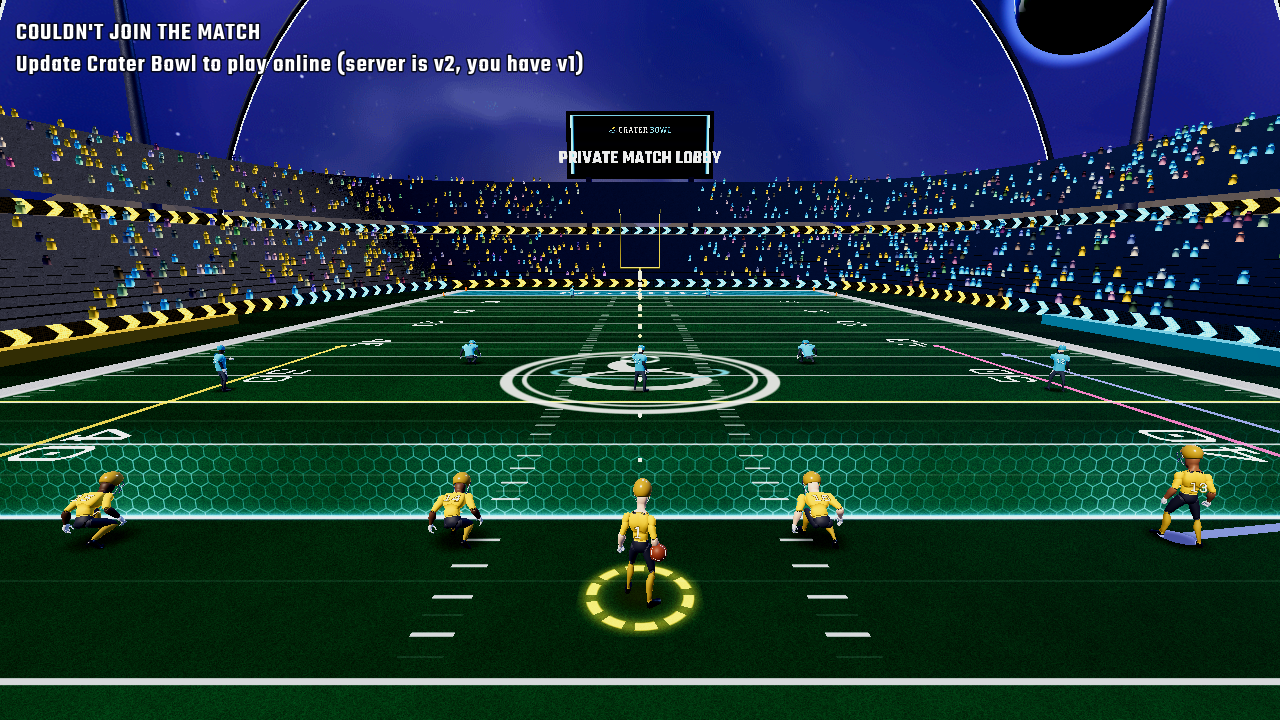 COULDN'T JOIN THE MATCH
Update Crater Bowl to play online (server is v2, you have v1)
CRATER BOWL
PRIVATE MATCH LOBBY
1